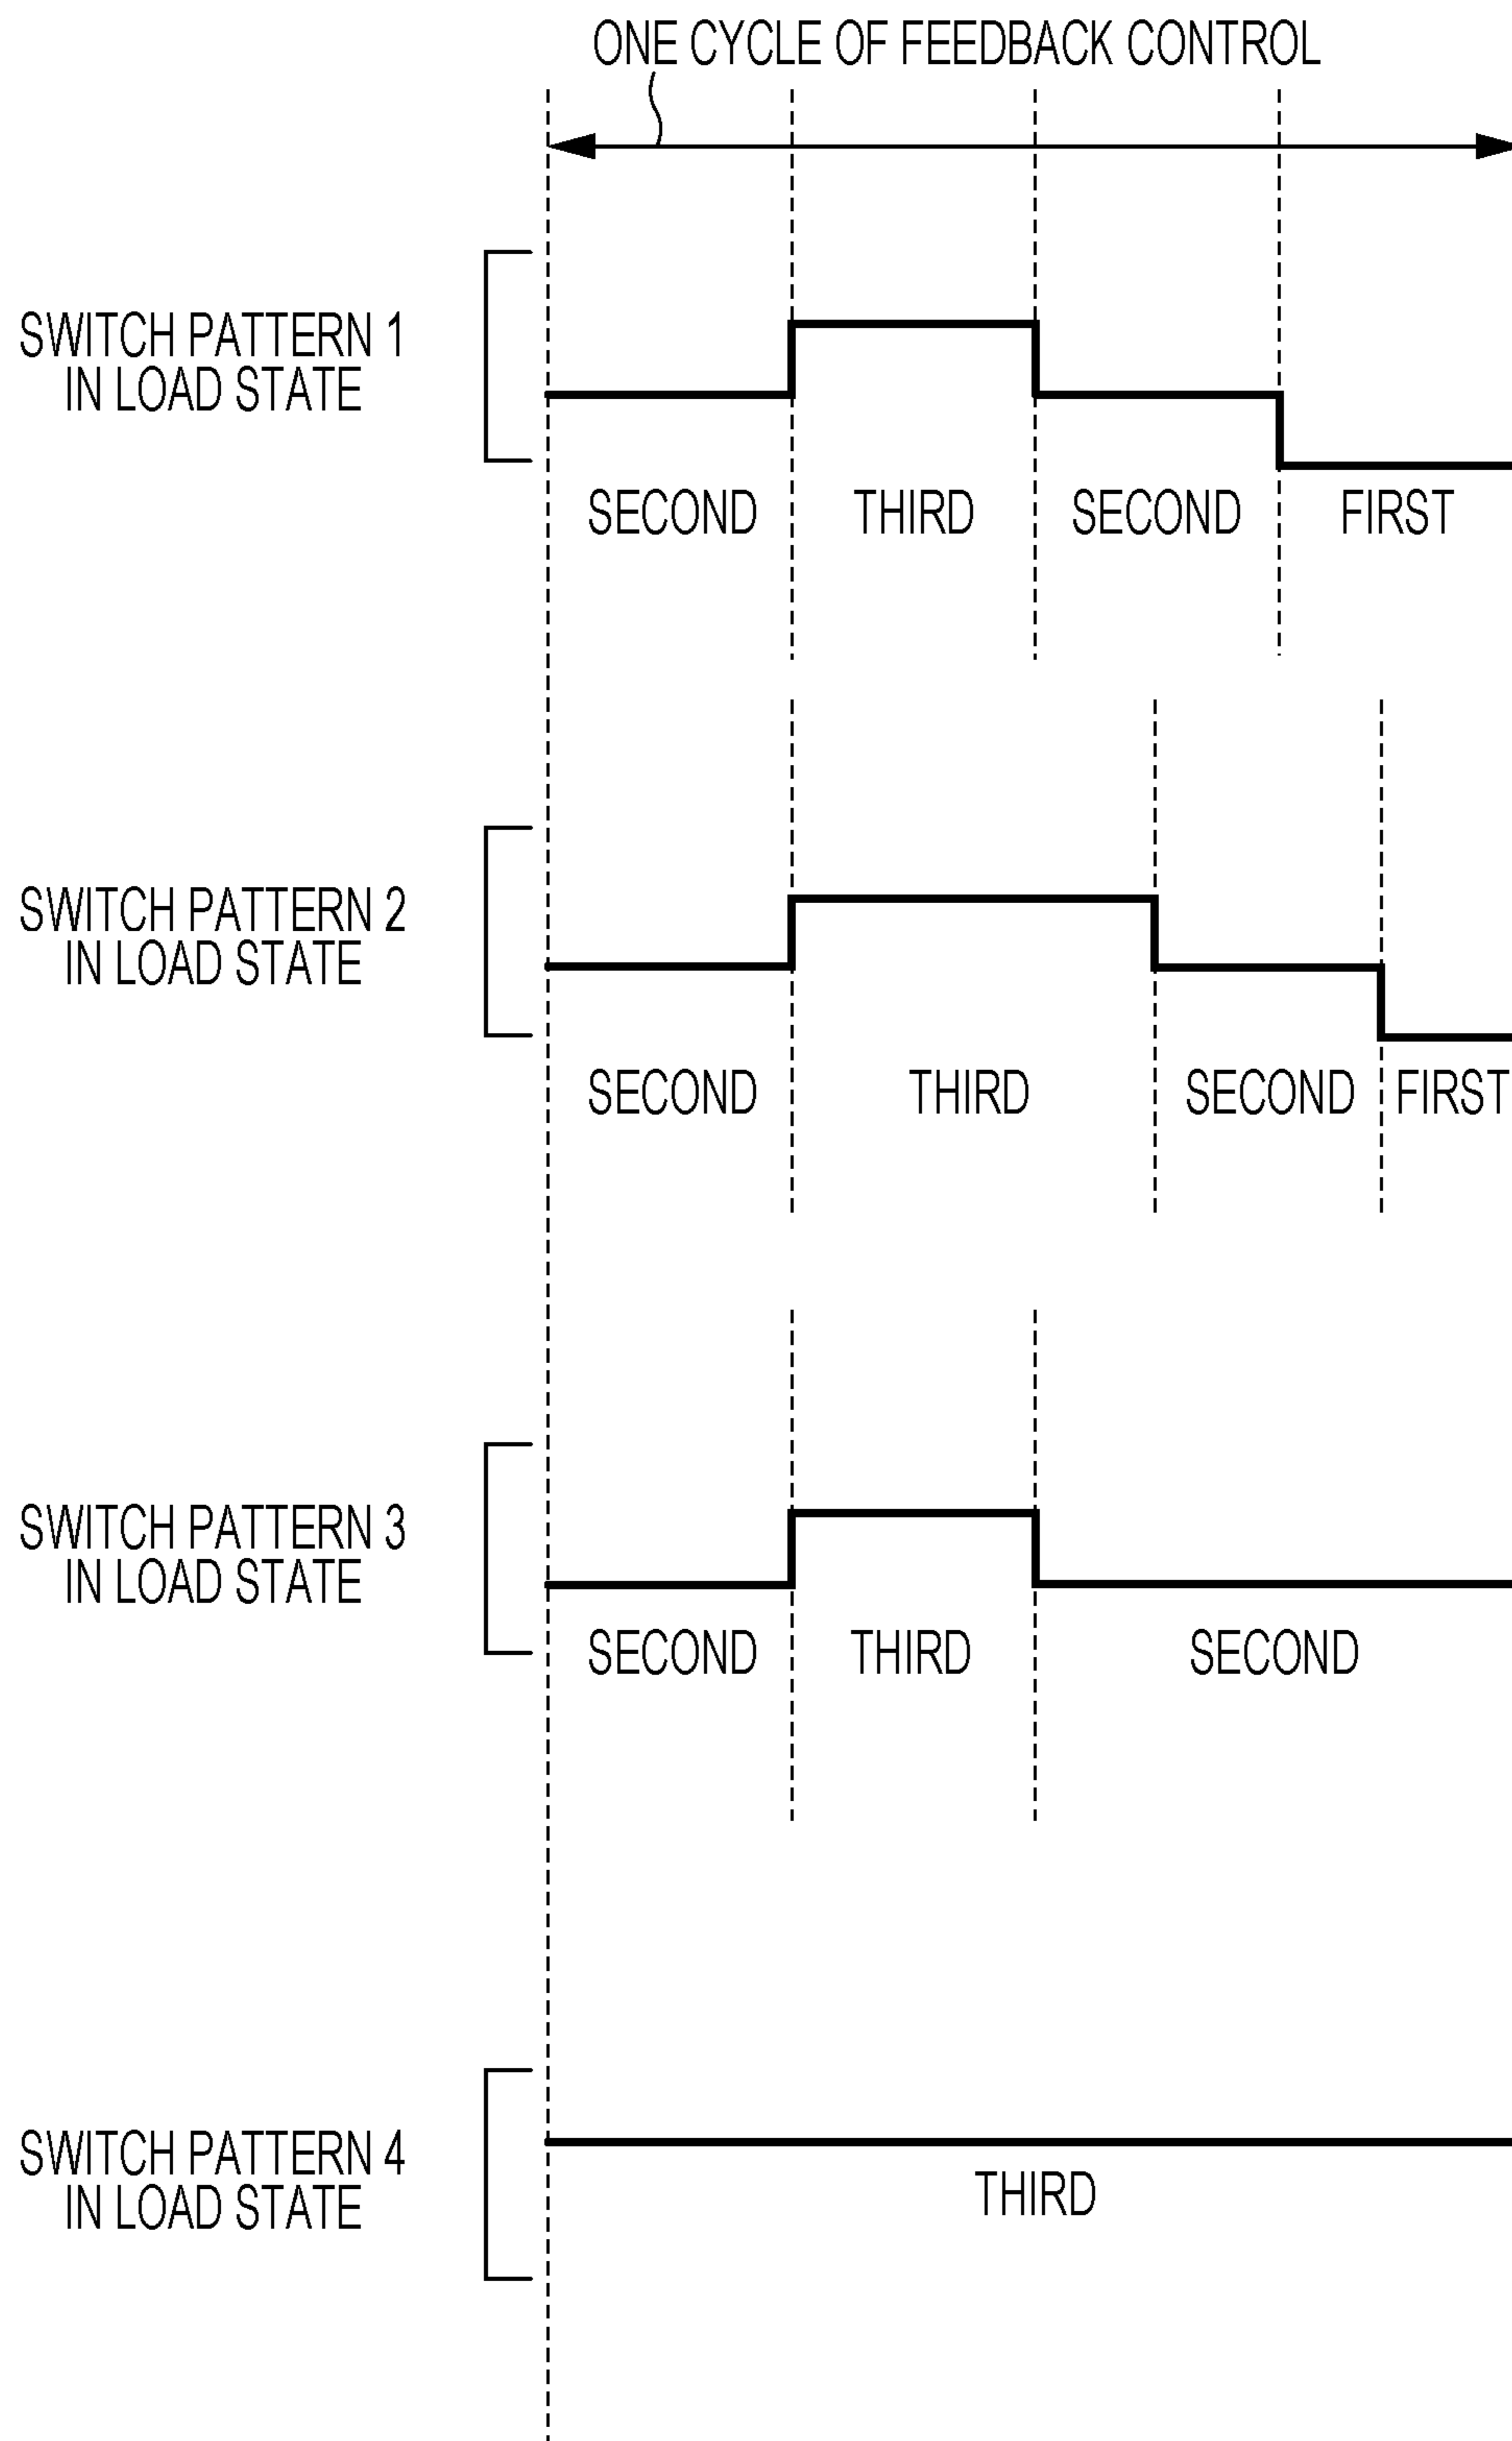 ONE CYCLE OF FEEDBACK CONTROL
SWITCH PATTERN 1
IN LOAD STATE
SECOND THIRD SECOND FIRST
SWITCH PATTERN 2
IN LOAD STATE
SECOND THIRD SECOND FIRST
SWITCH PATTERN 3
IN LOAD STATE
SECOND THIRD SECOND
SWITCH PATTERN 4
IN LOAD STATE
THIRD